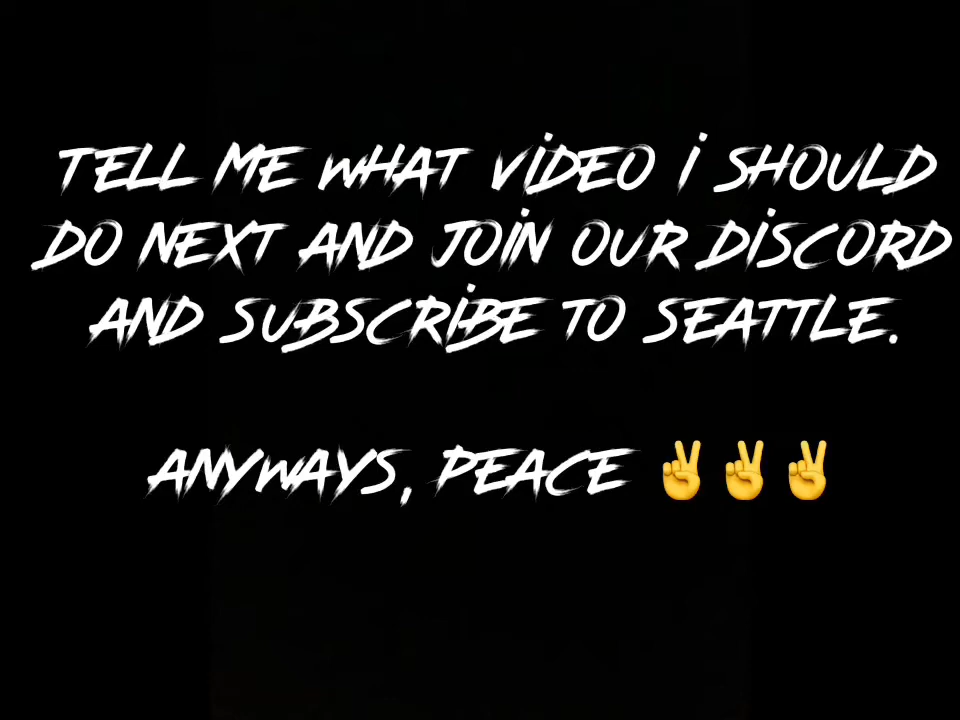 TELL ME WHAT VIDEO I SHOULD
DO NEXT AND JOIN OUR DISCORD
AND SUBSCRIBE TO SEATTLE.
ANYWAYS, PEACE ✌️✌️✌️